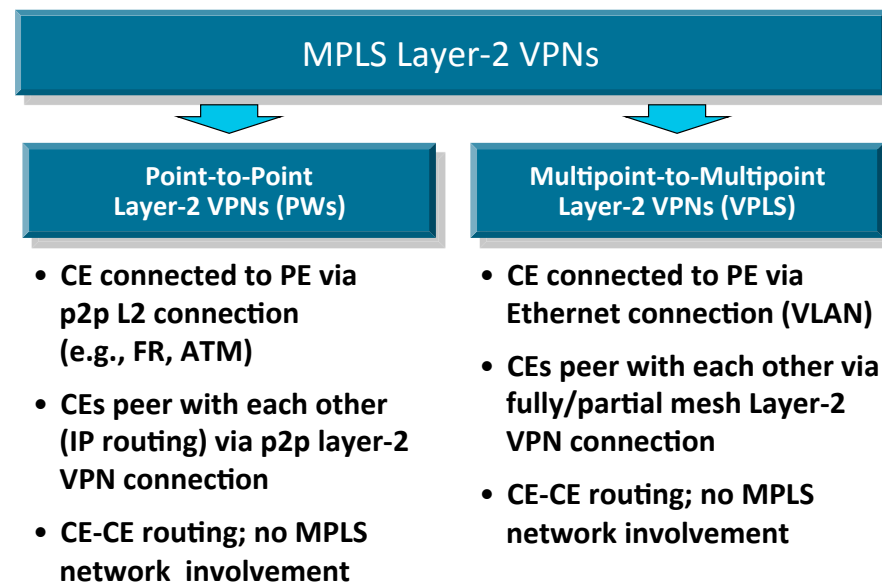 MPLS Layer-2 VPNs
Point-to-Point
Layer-2 VPNs (PWs)
• CE connected to PE via
p2p L2 connection
(e.g., FR, ATM)
• CEs peer with each other
(IP routing) via p2p layer-2
VPN connection
• CE-CE routing; no MPLS
network involvement
Multipoint-to-Multipoint
Layer-2 VPNs (VPLS)
• CE connected to PE via
Ethernet connection (VLAN)
• CEs peer with each other via
fully/partial mesh Layer-2
VPN connection
• CE-CE routing; no MPLS
network involvement